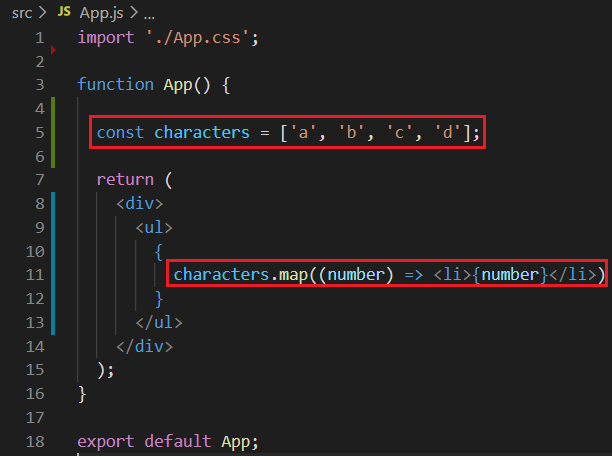 src > JS App.js > ...
1 import './App.css';
2
3 function App() {
4
5 const characters = ['a', 'b', 'c', 'd'];
6
7 return (
8 <div>
9 <ul>
10 {
11 characters.map((number) => <li>{number}</li>)
12 }
13 </ul>
14 </div>
15 );
16 }
17
18 export default App;